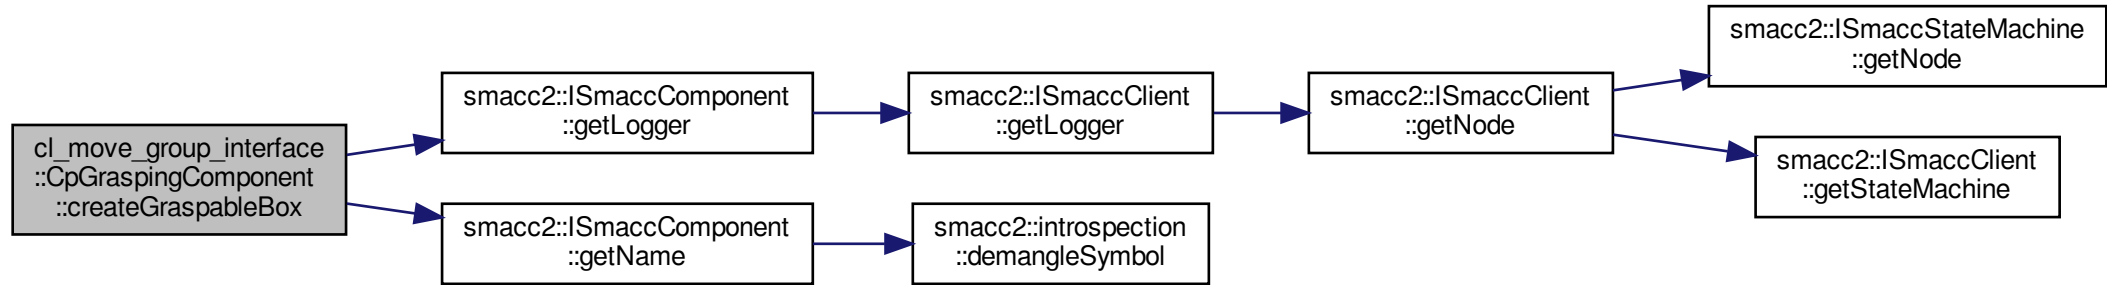 cl_move_group_interface
::CpGraspingComponent
::createGraspableBox
smacc2::ISmaccComponent
::getLogger
smacc2::ISmaccClient
::getLogger
smacc2::ISmaccClient
::getNode
smacc2::ISmaccStateMachine
::getNode
smacc2::ISmaccClient
::getStateMachine
smacc2::ISmaccComponent
::getName
smacc2::introspection
::demangleSymbol